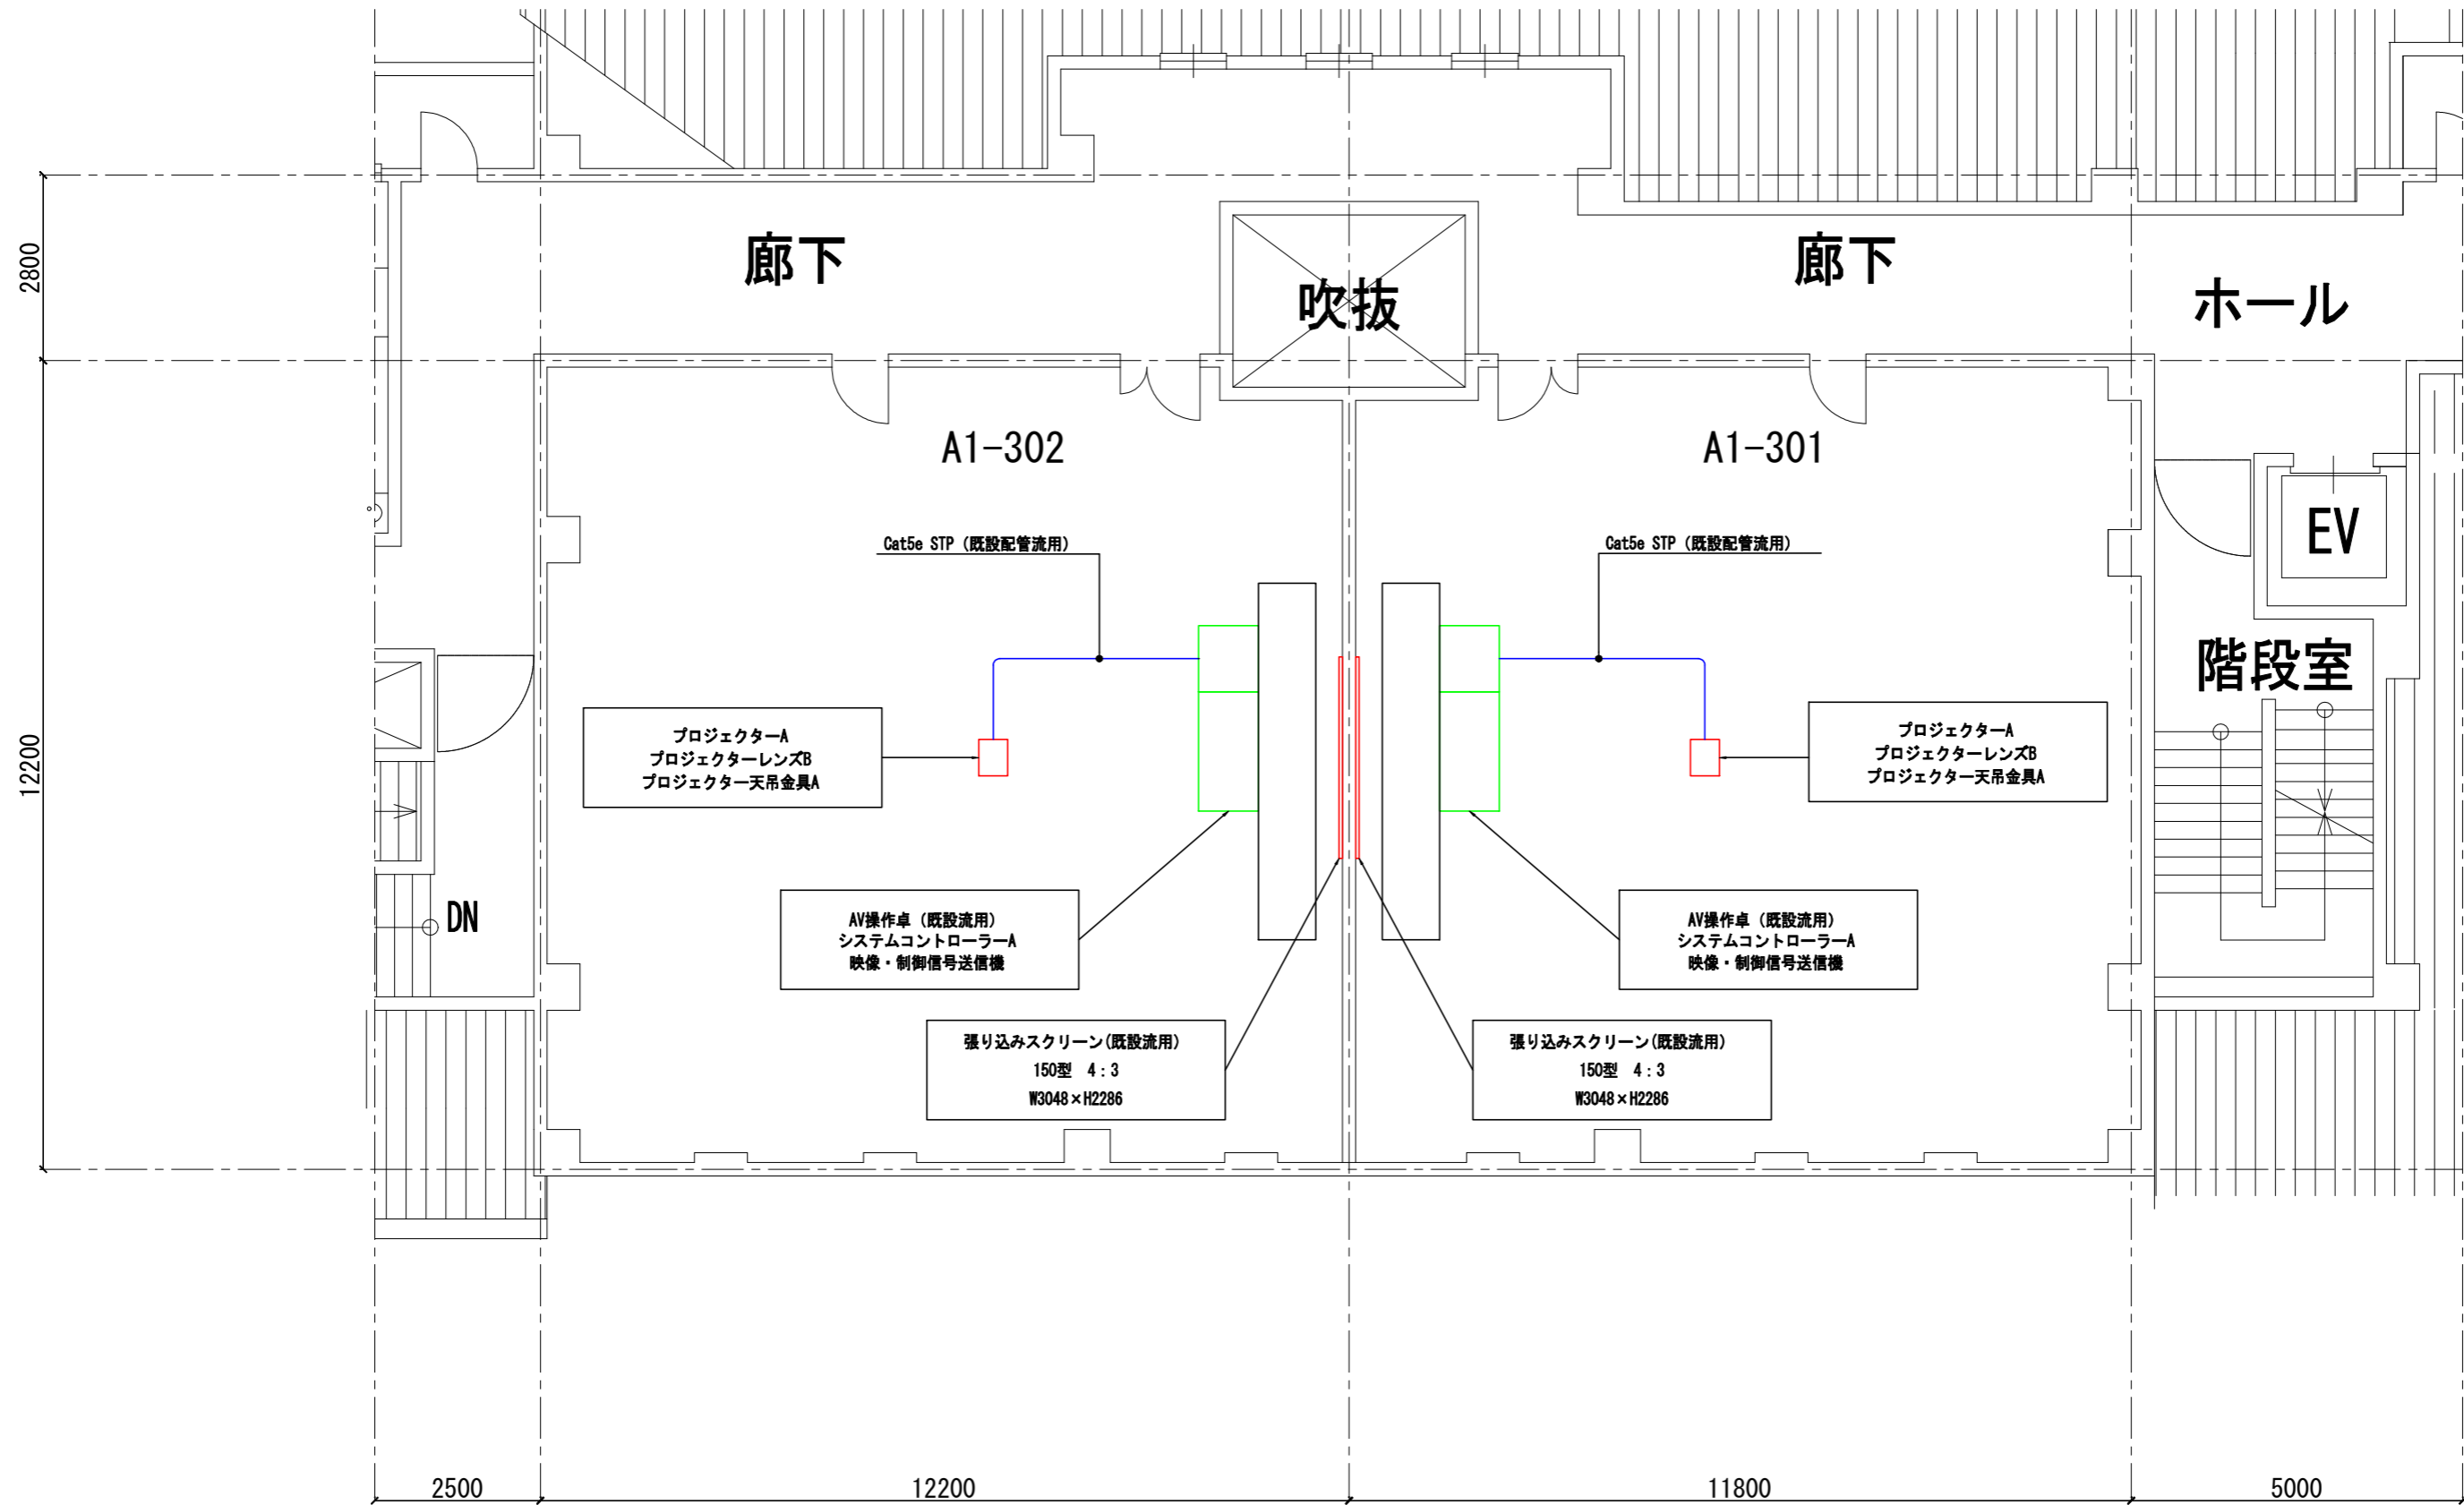 廊下
廊下
吹抜
ホール
2800
A1-302
A1-301
EV
Cat5e STP (既設配管流用)
Cat5e STP (既設配管流用)
階段室
プロジェクターA
プロジェクターレンズB
プロジェクター天吊金具A
プロジェクターA
プロジェクターレンズB
プロジェクター天吊金具A
12200
DN
AV操作卓 (既設流用)
システムコントローラーA
映像・制御信号送信機
AV操作卓 (既設流用)
システムコントローラーA
映像・制御信号送信機
張り込みスクリーン(既設流用)
150型 4:3
W3048×H2286
張り込みスクリーン(既設流用)
150型 4:3
W3048×H2286
2500
12200
11800
5000